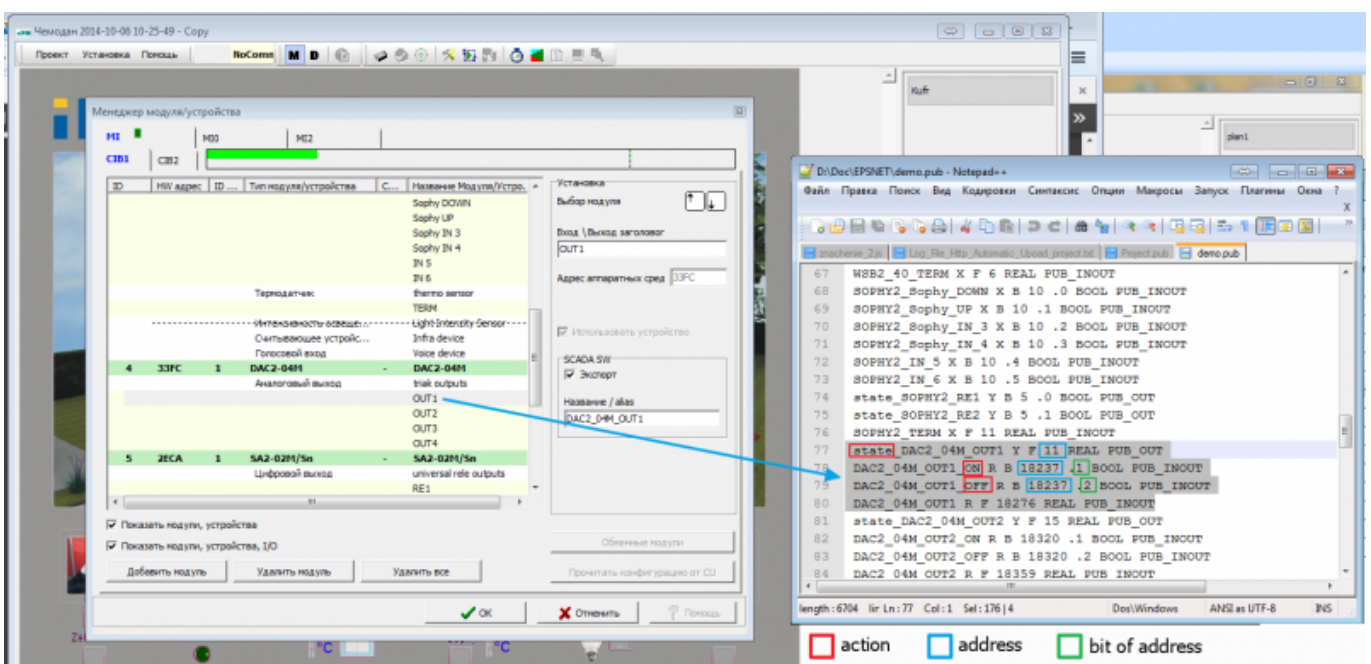 Чемодан 2014-10-06 10-25-49 - Copy
Проект Установка Помощь NoComm M D
Kufr
plan1
Менеджер модуля/устройства
MI MI0 MI2
CIB1 CIB2
ID HW адрес ID ... Тип модуля/устройства С... Название Модуля/Устро.
Sophy DOWN
Sophy UP
Sophy IN 3
Sophy IN 4
IN 5
IN 6
Термодатчик thermo sensor
TERM
Интенсивность освеще... Light Intensity Sensor
Считывающее устройс... Infra device
Голосовой вход Voice device
4 33FC 1 DAC2-04M - DAC2-04M
Аналоговый выход triak outputs
OUT1
OUT2
OUT3
OUT4
5 2ECA 1 SA2-02M/Sn - SA2-02M/Sn
Цифровой выход universal rele outputs
RE1
Показать модули, устройства
Показать модули, устройства, I/O
Добавить модуль Удалить модуль Удалить все
Установка
Выбор модуля
Вход \Выход заголовог
OUT1
Адрес аппаратных сред 33FC
Использовать устройство
SCADA SW
Экспорт
Название / alias
DAC2_04M_OUT1
Обменные модули
Прочитать конфигурацию от CU
OK Отменить Помощь
°C °C
D:\Doc\EPSNET\demo.pub - Notepad++
Файл Правка Поиск Вид Кодировки Синтаксис Опции Макросы Запуск Плагины Окна ?
X
znachenie_2.js Log_File_Http_Automatic_Upoad_project.txt Project.pub demo.pub
67 WSB2_40_TERM X F 6 REAL PUB_INOUT
68 SOPHY2_Sophy_DOWN X B 10 .0 BOOL PUB_INOUT
69 SOPHY2_Sophy_UP X B 10 .1 BOOL PUB_INOUT
70 SOPHY2_Sophy_IN_3 X B 10 .2 BOOL PUB_INOUT
71 SOPHY2_Sophy_IN_4 X B 10 .3 BOOL PUB_INOUT
72 SOPHY2_IN_5 X B 10 .4 BOOL PUB_INOUT
73 SOPHY2_IN_6 X B 10 .5 BOOL PUB_INOUT
74 state_SOPHY2_RE1 Y B 5 .0 BOOL PUB_OUT
75 state_SOPHY2_RE2 Y B 5 .1 BOOL PUB_OUT
76 SOPHY2_TERM X F 11 REAL PUB_INOUT
77 state_DAC2_04M_OUT1 Y F 11 REAL PUB_OUT
78 DAC2_04M_OUT1_ON R B 18237 .1 BOOL PUB_INOUT
79 DAC2_04M_OUT1_OFF R B 18237 .2 BOOL PUB_INOUT
80 DAC2_04M_OUT1 R F 18276 REAL PUB_INOUT
81 state_DAC2_04M_OUT2 Y F 15 REAL PUB_OUT
82 DAC2_04M_OUT2_ON R B 18320 .1 BOOL PUB_INOUT
83 DAC2_04M_OUT2_OFF R B 18320 .2 BOOL PUB_INOUT
84 DAC2_04M_OUT2 R F 18359 REAL PUB_INOUT
length : 6704 lir Ln : 77 Col : 1 Sel : 176 | 4 Dos\Windows ANSI as UTF-8 INS
action address bit of address